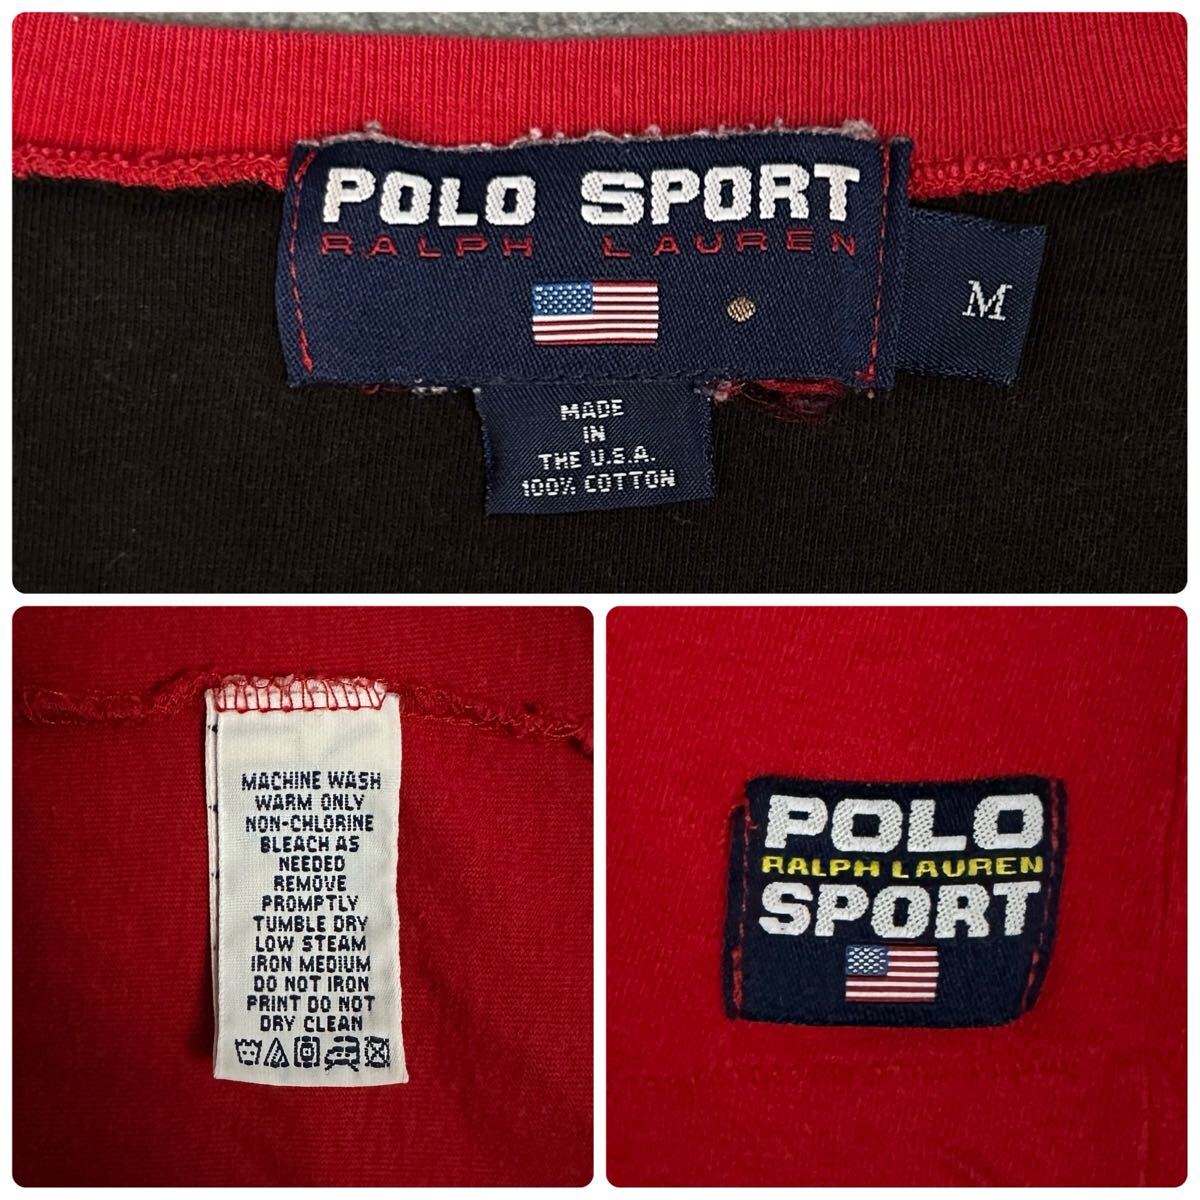 POLO SPORT
RALPH LAUREN
M
MADE
IN
THE U.S.A.
100% COTTON
MACHINE WASH
WARM ONLY
NON-CHLORINE
BLEACH AS
NEEDED
REMOVE
PROMPTLY
TUMBLE DRY
LOW STEAM
IRON MEDIUM
DO NOT IRON
PRINT DO NOT
DRY CLEAN
POLO
RALPH LAUREN
SPORT